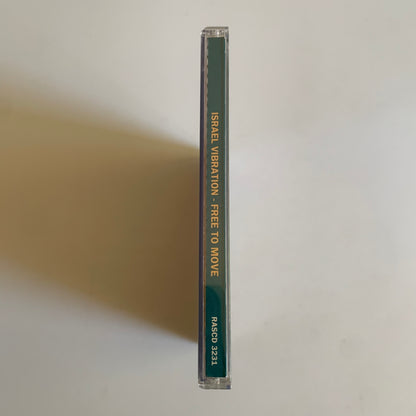 ISRAEL VIBRATION · FREE TO MOVE
RASCD 3231